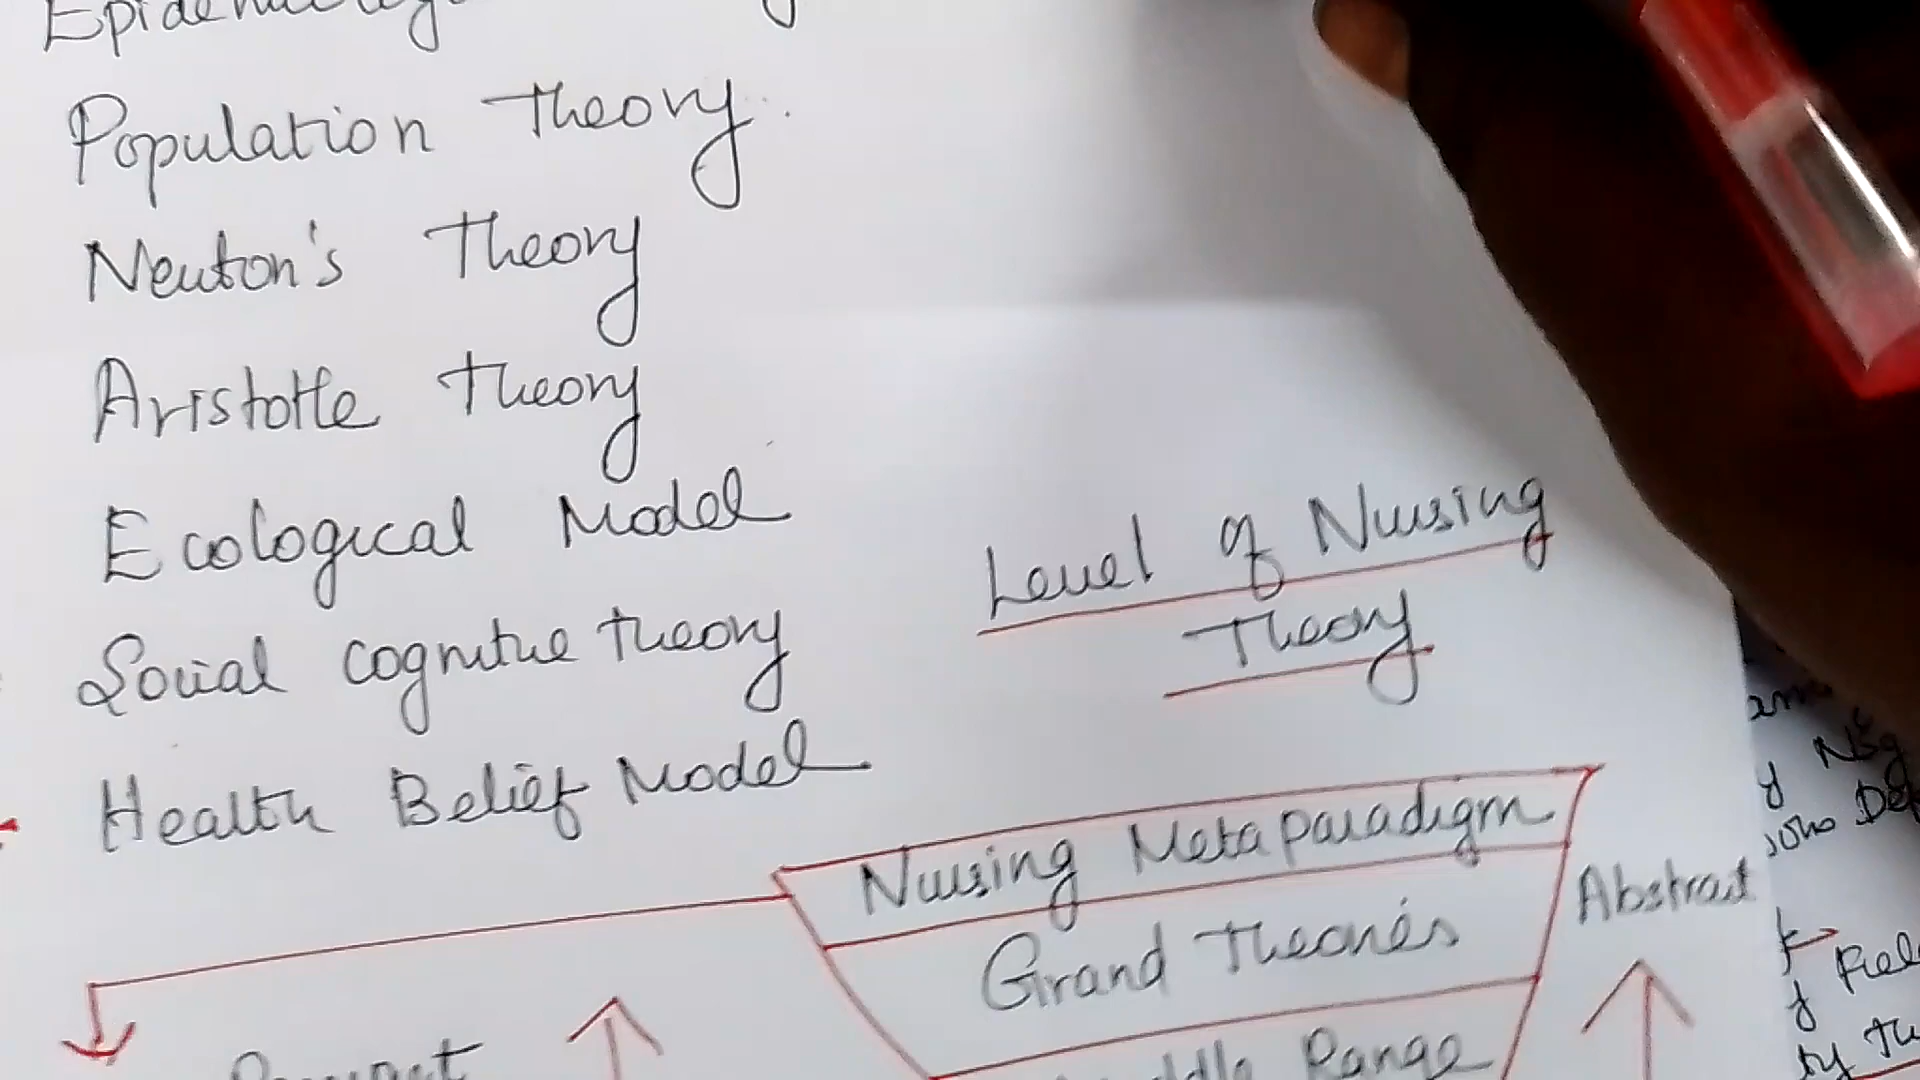 Population Theory
Neuton's Theory
Aristotle Theory
Ecological Model
Social cognitive theory
Health Belief Model
Level of Nursing
Theory
Nursing Metaparadigm
Abstract
Grand Theories
Range